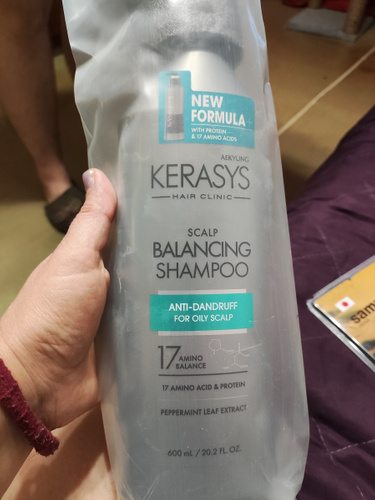 NEW
FORMULA
WITH PROTEIN
& 17 AMINO ACIDS
AEKYUNG
KERASYS
HAIR CLINIC
SCALP
BALANCING
SHAMPOO
ANTI-DANDRUFF
FOR OILY SCALP
17 AMINO
BALANCE
17 AMINO ACID & PROTEIN
PEPPERMINT LEAF EXTRACT
600 mL / 20.2 FL. OZ.